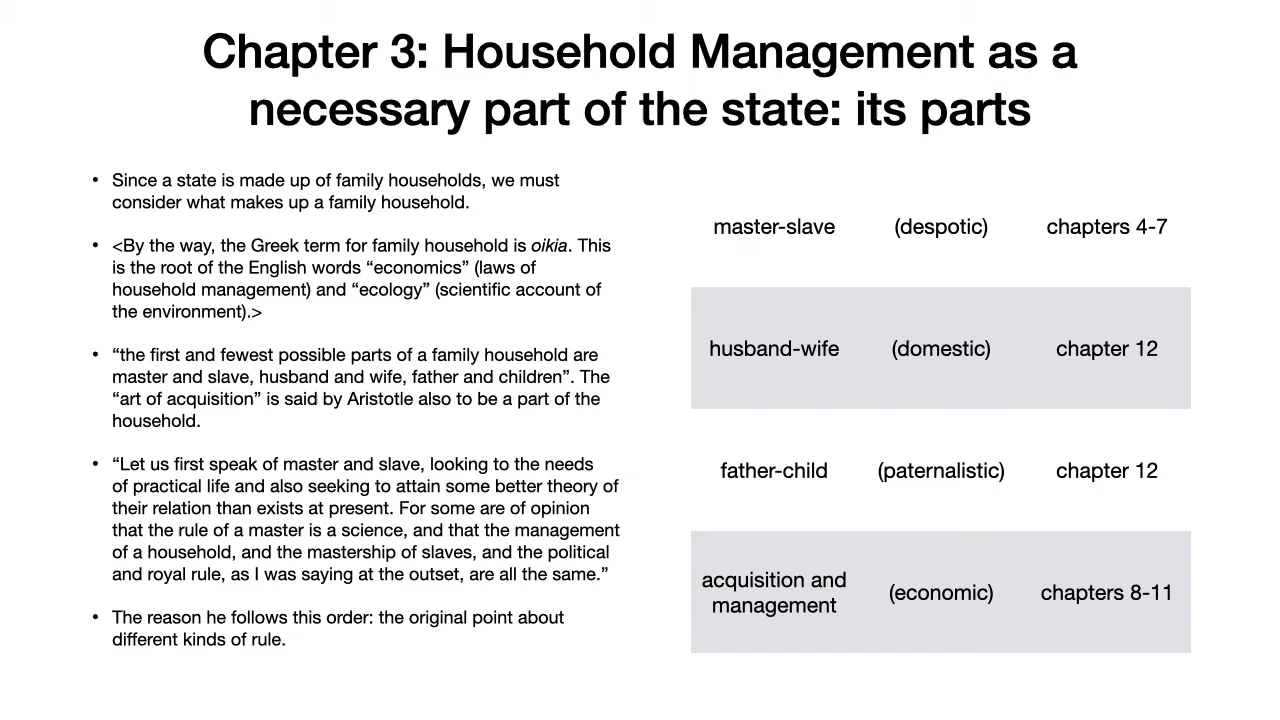 Chapter 3: Household Management as a
necessary part of the state: its parts
• Since a state is made up of family households, we must
consider what makes up a family household.
• <By the way, the Greek term for family household is oikia. This
is the root of the English words “economics” (laws of
household management) and “ecology” (scientific account of
the environment).>
• “the first and fewest possible parts of a family household are
master and slave, husband and wife, father and children”. The
“art of acquisition” is said by Aristotle also to be a part of the
household.
• “Let us first speak of master and slave, looking to the needs
of practical life and also seeking to attain some better theory of
their relation than exists at present. For some are of opinion
that the rule of a master is a science, and that the management
of a household, and the mastership of slaves, and the political
and royal rule, as I was saying at the outset, are all the same.”
• The reason he follows this order: the original point about
different kinds of rule.
master-slave (despotic) chapters 4-7
husband-wife (domestic) chapter 12
father-child (paternalistic) chapter 12
acquisition and
management (economic) chapters 8-11